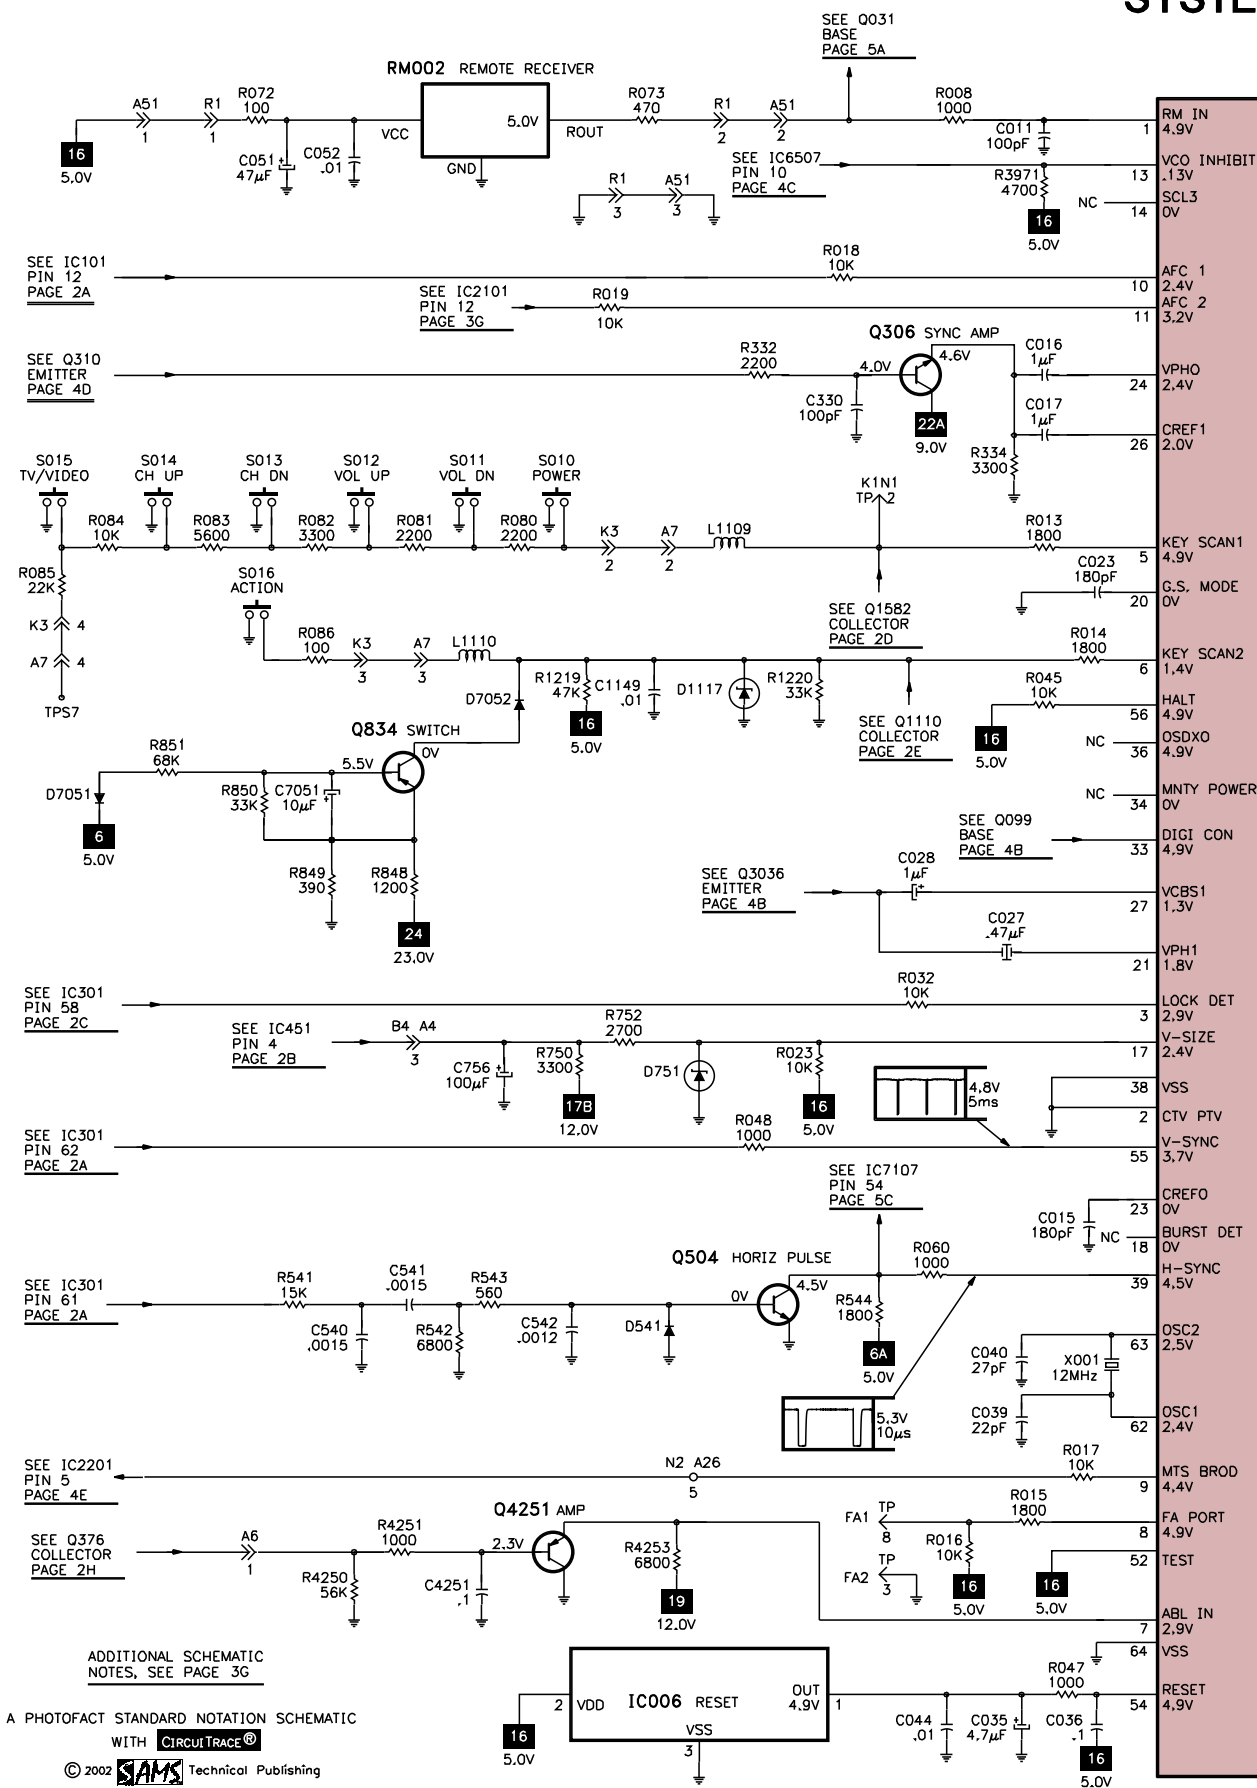 SYSTE
SEE Q031
BASE
PAGE 5A
RM002 REMOTE RECEIVER
A51
1
R1
1
R072
100
16
5.0V
C051
47µF
C052
.01
VCC
5.0V
GND
ROUT
R073
470
R1
2
A51
2
R008
1000
C011
100pF
1
RM IN
4.9V
SEE IC6507
PIN 10
PAGE 4C
R1
3
A51
3
R3971
4700
16
5.0V
13
VCO INHIBIT
.13V
NC
14
SCL3
0V
SEE IC101
PIN 12
PAGE 2A
R018
10K
10
AFC 1
2.4V
SEE IC2101
PIN 12
PAGE 3G
R019
10K
11
AFC 2
3.2V
SEE Q310
EMITTER
PAGE 4D
R332
2200
Q306 SYNC AMP
4.0V
4.6V
C330
100pF
22A
9.0V
C016
1µF
24
VPHO
2.4V
C017
1µF
R334
3300
26
CREF1
2.0V
S015
TV/VIDEO
S014
CH UP
S013
CH DN
S012
VOL UP
S011
VOL DN
S010
POWER
R084
10K
R083
5600
R082
3300
R081
2200
R080
2200
K3
2
A7
2
L1109
K1N1
TP 2
R013
1800
5
KEY SCAN1
4.9V
R085
22K
K3 4
A7 4
TPS7
C023
180pF
20
G.S. MODE
0V
SEE Q1582
COLLECTOR
PAGE 2D
S016
ACTION
R086
100
K3
3
A7
3
L1110
D7052
R1219
47K
16
5.0V
C1149
.01
D1117
R1220
33K
SEE Q1110
COLLECTOR
PAGE 2E
R014
1800
6
KEY SCAN2
1.4V
R045
10K
16
5.0V
56
HALT
4.9V
NC
36
OSDXO
4.9V
Q834 SWITCH
0V
5.5V
R851
68K
D7051
6
5.0V
R850
33K
C7051
10µF
R849
390
R848
1200
24
23.0V
NC
34
MNTY POWER
0V
SEE Q099
BASE
PAGE 4B
33
DIGI CON
4.9V
SEE Q3036
EMITTER
PAGE 4B
C028
1µF
27
VCBS1
1.3V
C027
.47µF
21
VPH1
1.8V
SEE IC301
PIN 58
PAGE 2C
R032
10K
3
LOCK DET
2.9V
SEE IC451
PIN 4
PAGE 2B
B4 A4
3
C756
100µF
R750
3300
17B
12.0V
R752
2700
D751
R023
10K
16
5.0V
17
V-SIZE
2.4V
4.8V
5ms
38
VSS
2
CTV PTV
SEE IC301
PIN 62
PAGE 2A
R048
1000
55
V-SYNC
3.7V
SEE IC7107
PIN 54
PAGE 5C
C015
180pF
23
CREFO
0V
NC
18
BURST DET
0V
SEE IC301
PIN 61
PAGE 2A
R541
15K
C540
.0015
C541
.0015
R542
6800
R543
560
C542
.0012
D541
Q504 HORIZ PULSE
0V
4.5V
R544
1800
6A
5.0V
R060
1000
39
H-SYNC
4.5V
5.3V
10µs
C040
27pF
X001
12MHz
63
OSC2
2.5V
C039
22pF
62
OSC1
2.4V
SEE IC2201
PIN 5
PAGE 4E
N2 A26
5
R017
10K
9
MTS BROD
4.4V
SEE Q376
COLLECTOR
PAGE 2H
A6
1
R4250
56K
R4251
1000
C4251
.1
Q4251 AMP
2.3V
R4253
6800
19
12.0V
FA1
TP
8
R015
1800
R016
10K
16
5.0V
8
FA PORT
4.9V
FA2
TP
3
16
5.0V
52
TEST
7
ABL IN
2.9V
64
VSS
ADDITIONAL SCHEMATIC
NOTES, SEE PAGE 3G
16
5.0V
2
VDD
IC006 RESET
OUT
4.9V
1
VSS
3
C044
.01
C035
4.7µF
R047
1000
C036
.1
16
5.0V
54
RESET
4.9V
A PHOTOFACT STANDARD NOTATION SCHEMATIC
WITH CIRCUITRACE®
© 2002 SAMS Technical Publishing